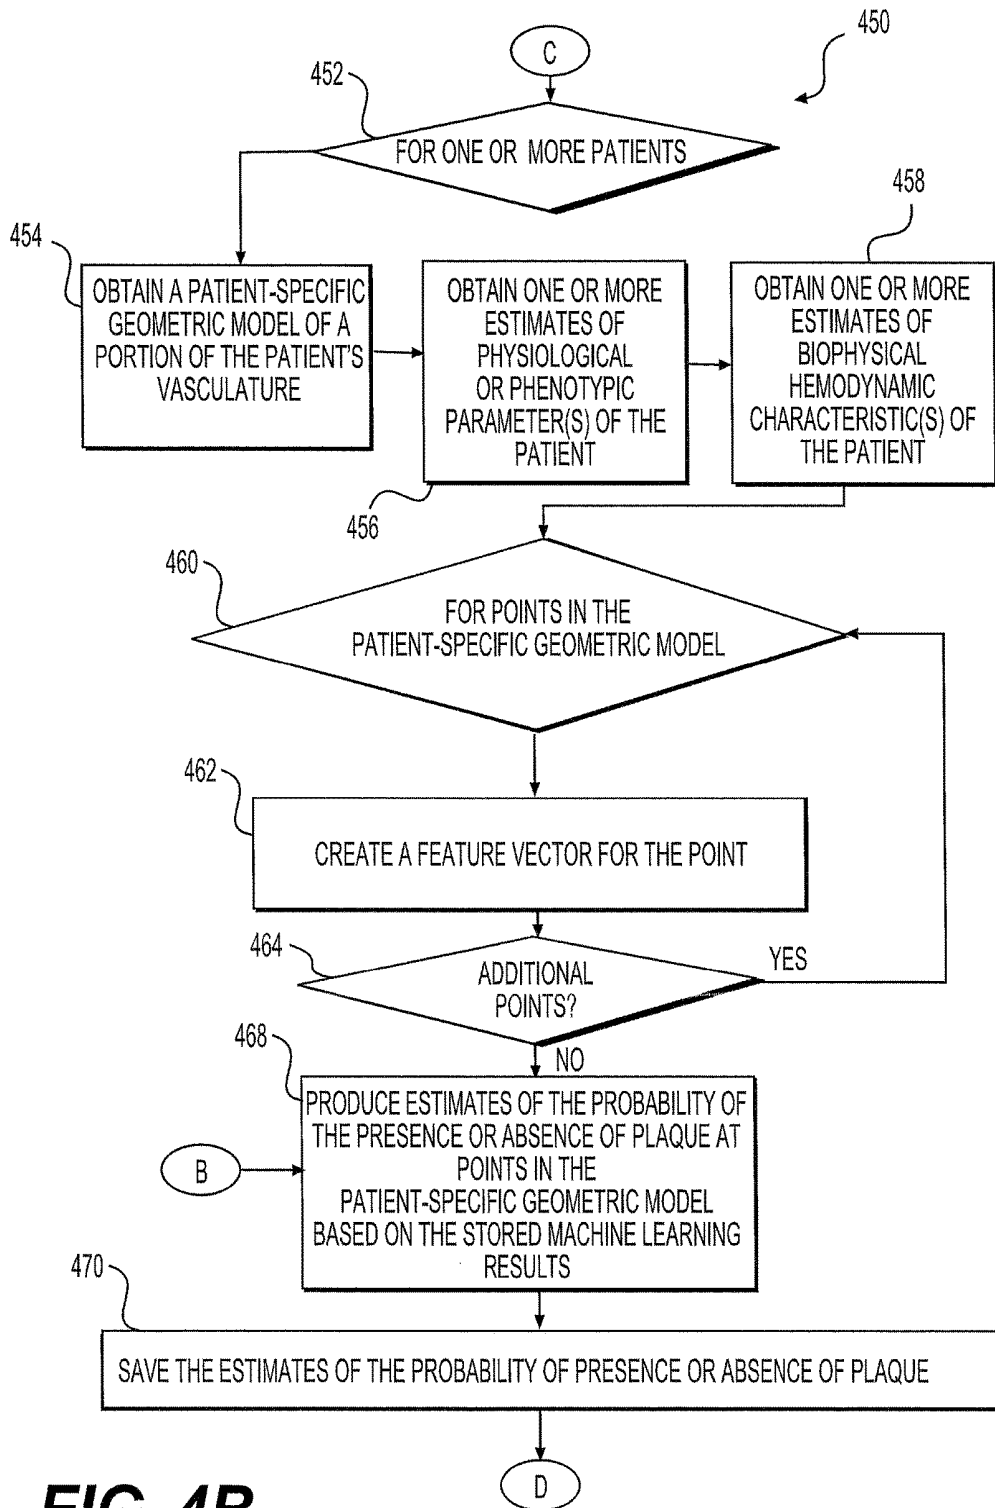 450
C
452
FOR ONE OR MORE PATIENTS
458
454
OBTAIN A PATIENT-SPECIFIC
GEOMETRIC MODEL OF A
PORTION OF THE PATIENT'S
VASCULATURE
OBTAIN ONE OR MORE
ESTIMATES OF
PHYSIOLOGICAL
OR PHENOTYPIC
PARAMETER(S) OF THE
PATIENT
OBTAIN ONE OR MORE
ESTIMATES OF
BIOPHYSICAL
HEMODYNAMIC
CHARACTERISTIC(S) OF
THE PATIENT
456
460
FOR POINTS IN THE
PATIENT-SPECIFIC GEOMETRIC MODEL
462
CREATE A FEATURE VECTOR FOR THE POINT
464
ADDITIONAL
POINTS?
YES
468
NO
PRODUCE ESTIMATES OF THE PROBABILITY OF
THE PRESENCE OR ABSENCE OF PLAQUE AT
POINTS IN THE
PATIENT-SPECIFIC GEOMETRIC MODEL
BASED ON THE STORED MACHINE LEARNING
RESULTS
B
470
SAVE THE ESTIMATES OF THE PROBABILITY OF PRESENCE OR ABSENCE OF PLAQUE
D
FIG. 4B